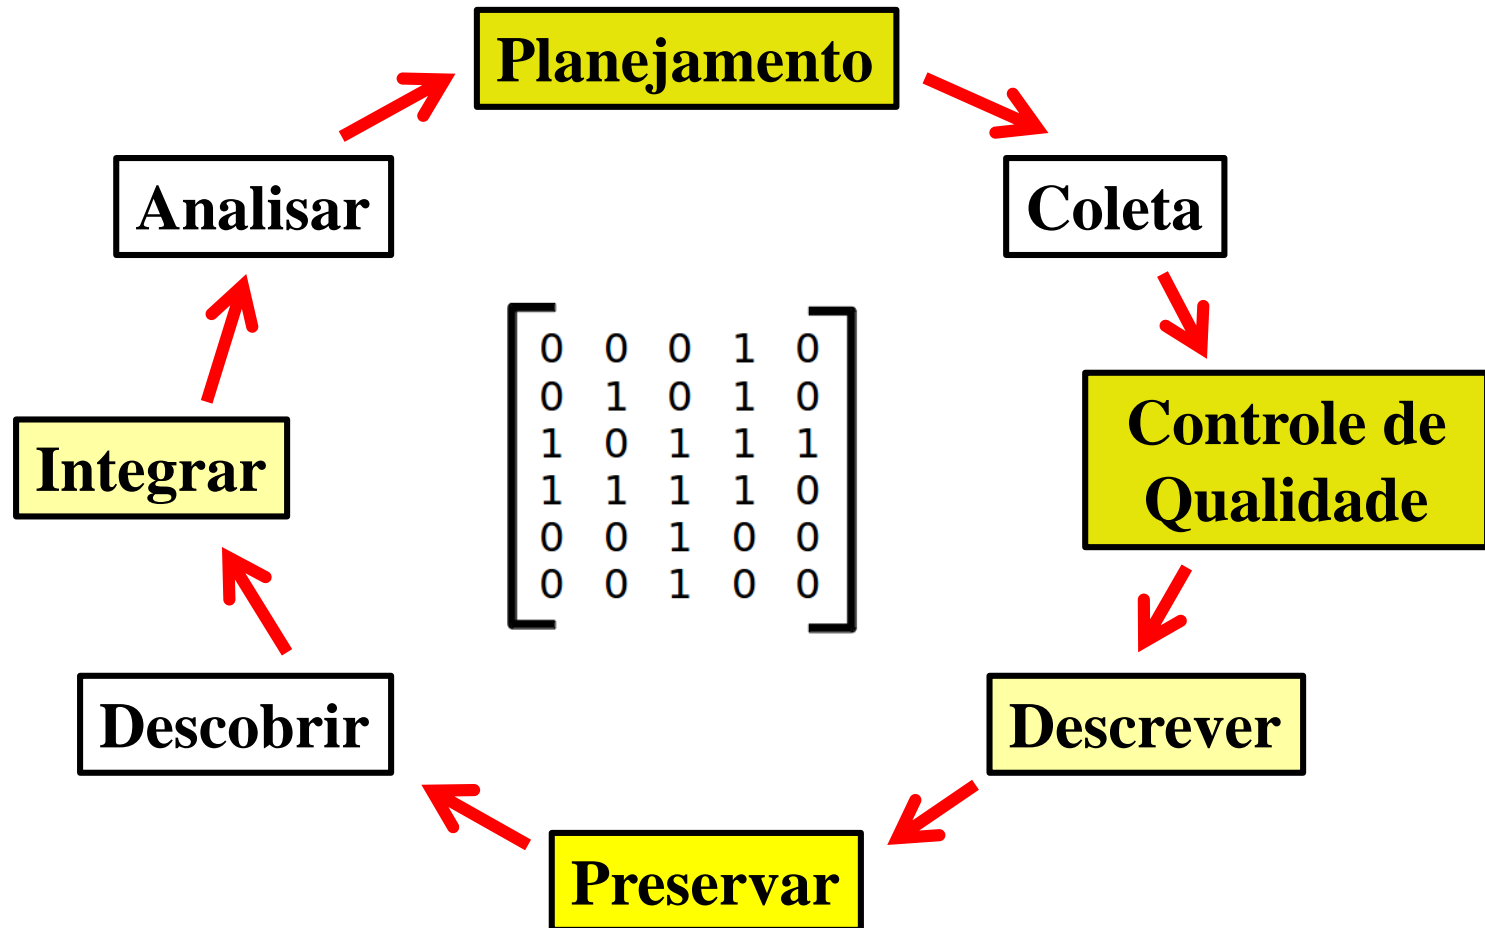 Planejamento
Analisar
Coleta
0 0 0 1 0
0 1 0 1 0
1 0 1 1 1
1 1 1 1 0
0 0 1 0 0
0 0 1 0 0
Controle de
Qualidade
Integrar
Descobrir
Descrever
Preservar